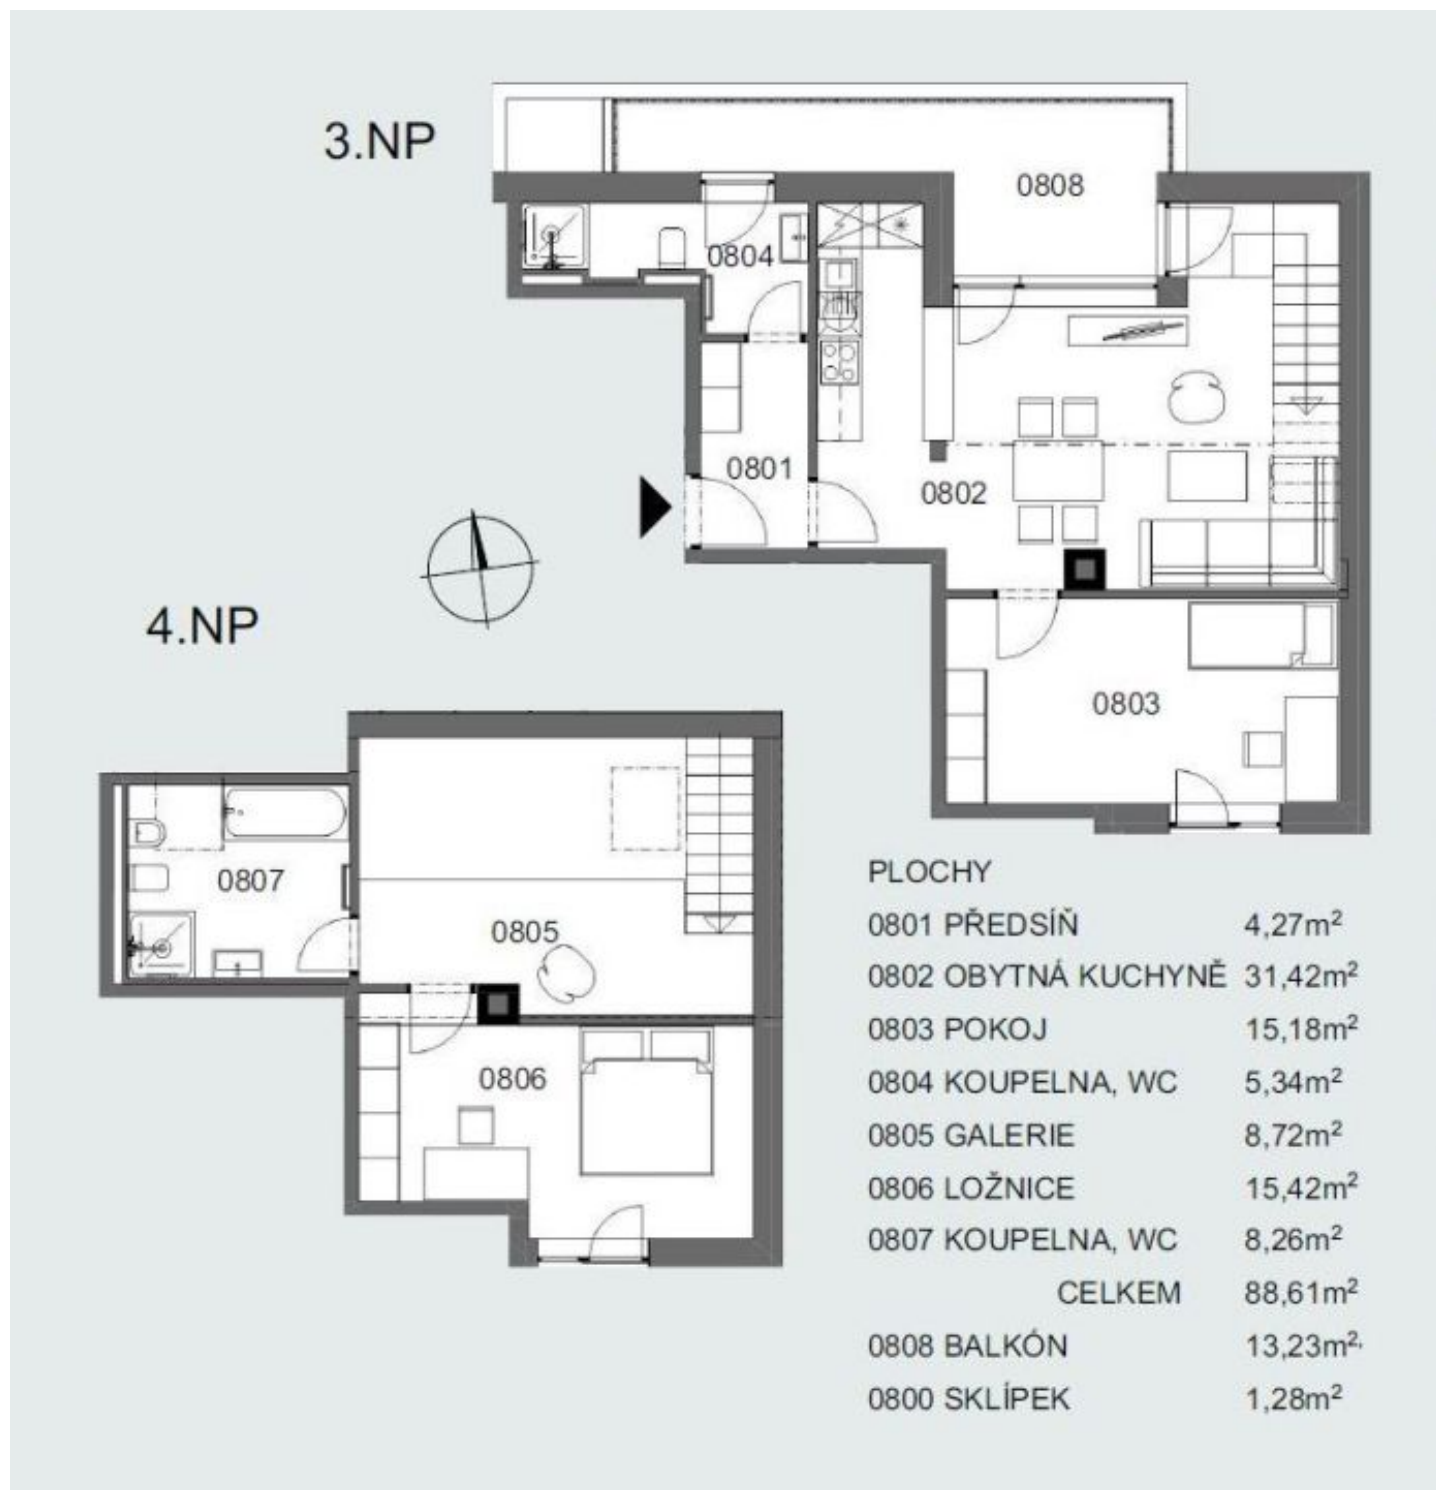 3.NP
0808
0804
0801
0802
4.NP
0803
0807
0805
0806
PLOCHY
0801 PŘEDSÍŇ 4,27m²
0802 OBYTNÁ KUCHYNĚ 31,42m²
0803 POKOJ 15,18m²
0804 KOUPELNA, WC 5,34m²
0805 GALERIE 8,72m²
0806 LOŽNICE 15,42m²
0807 KOUPELNA, WC 8,26m²
CELKEM 88,61m²
0808 BALKÓN 13,23m²,
0800 SKLÍPEK 1,28m²